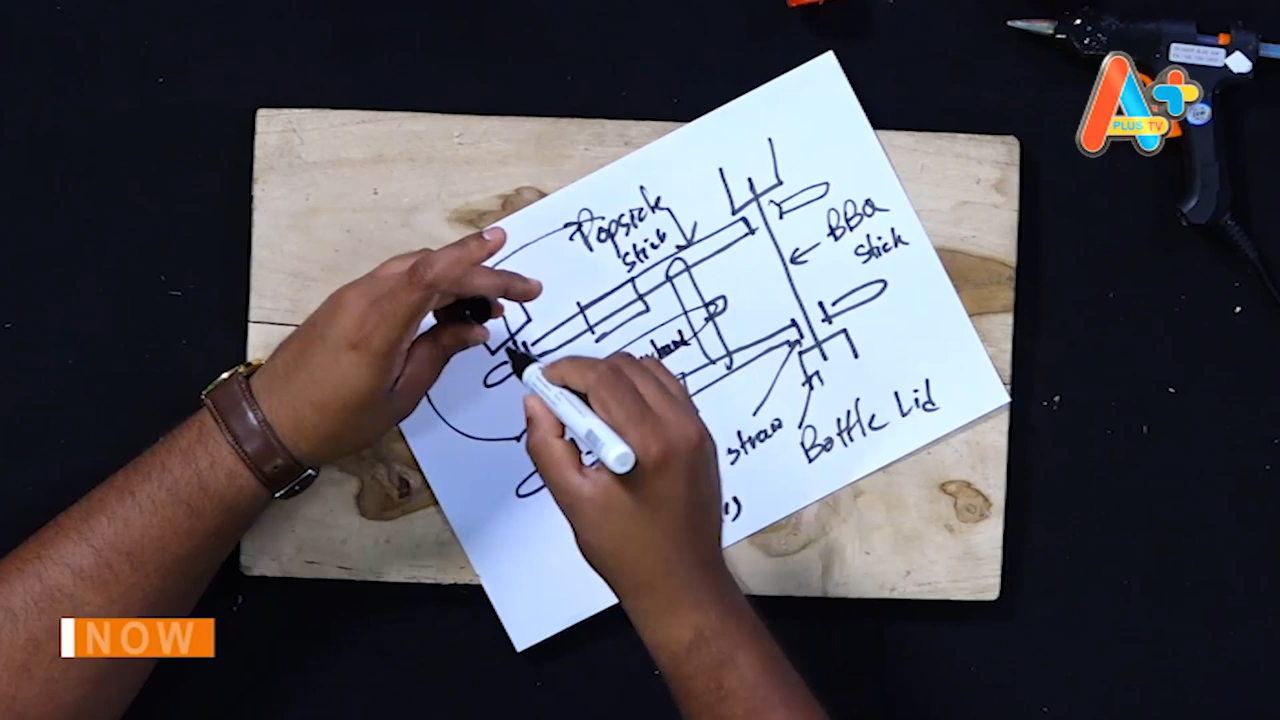 Popsicle
Stick
BBQ
Stick
straw
Bottle Lid
A+
PLUS TV
NOW